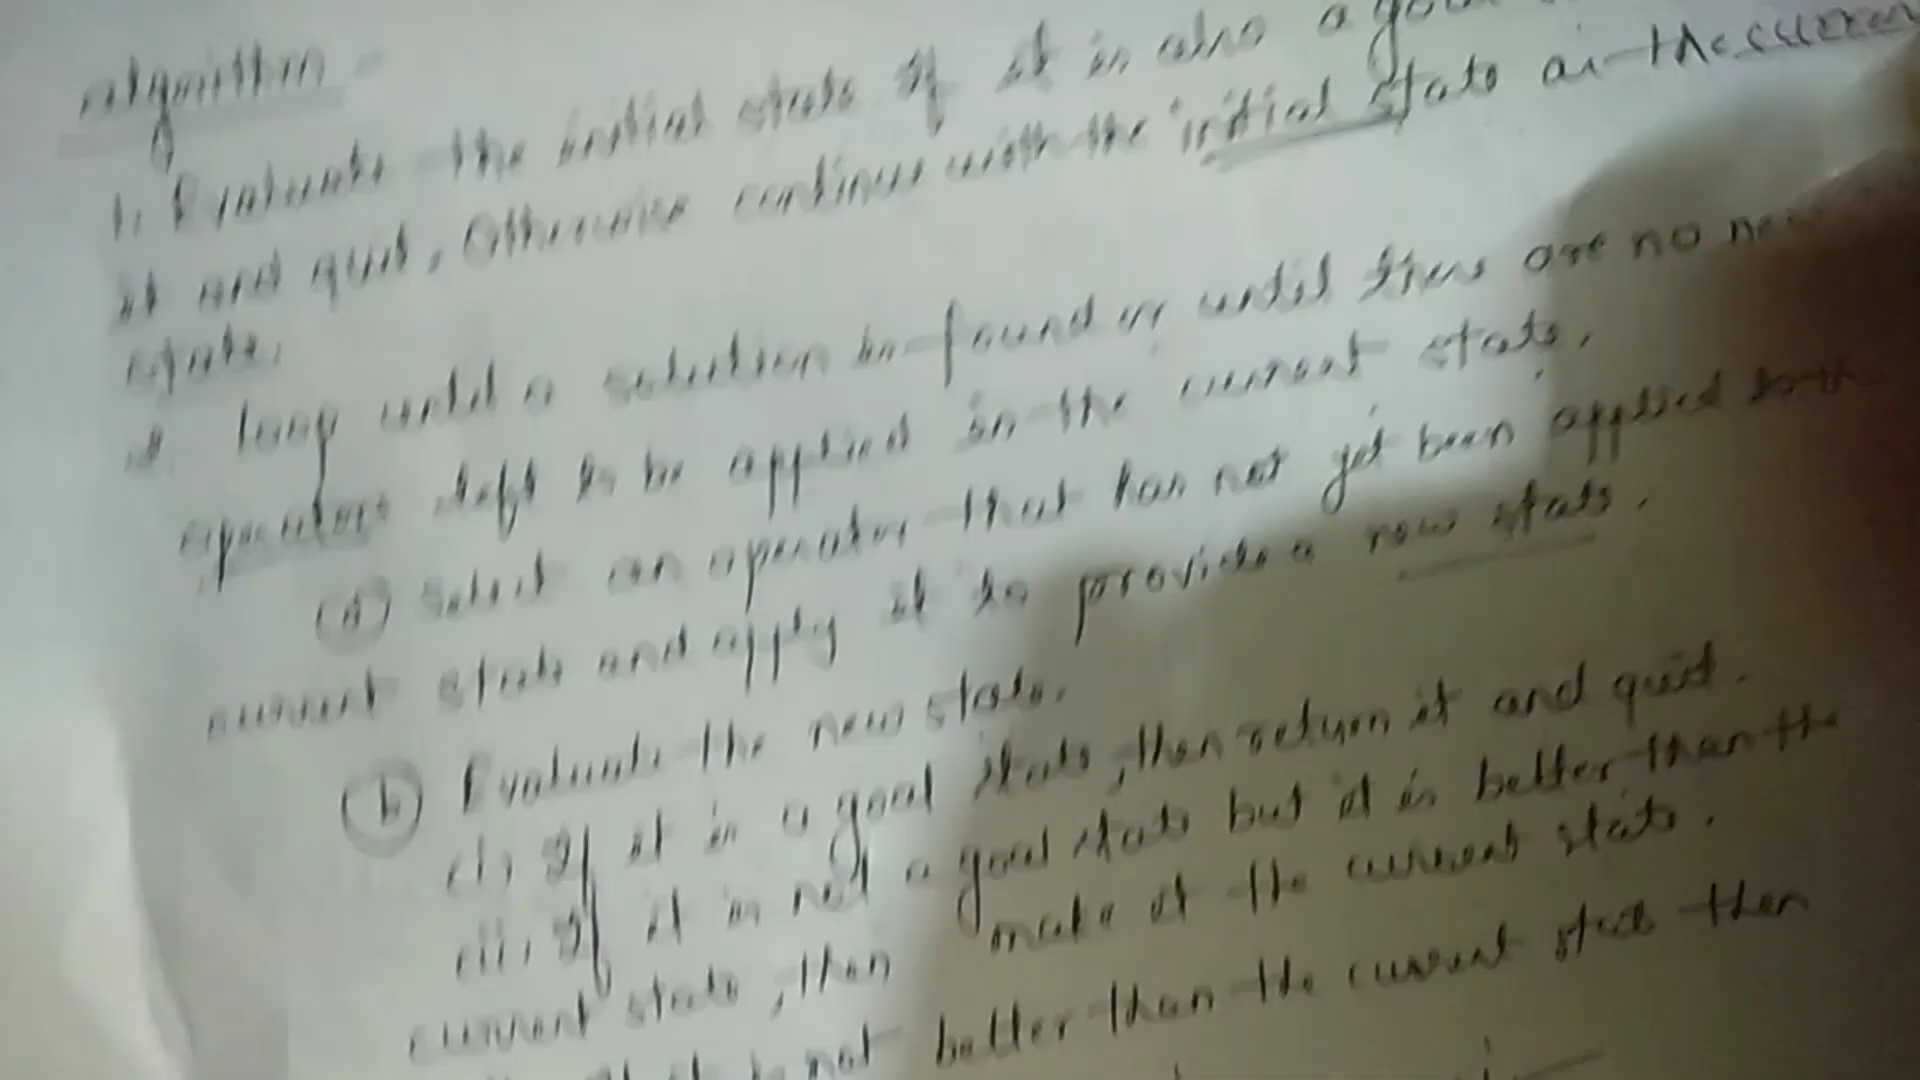 algorithm -
1. Evaluate the initial state If it is also a goal
it and quit, Otherwise continue with the initial state as the current
state.
2. loop until a solution is found or until there are no new
operators left to be applied in the current state.
(a) Select an operator that has not yet been applied to the
current state and apply it to provide a new state.
(b) Evaluate the new state.
(i) If it is a goal state, then return it and quit.
(ii) If it is not a goal state but it is better than the
current state, then make it the current state.
not better than the current state then